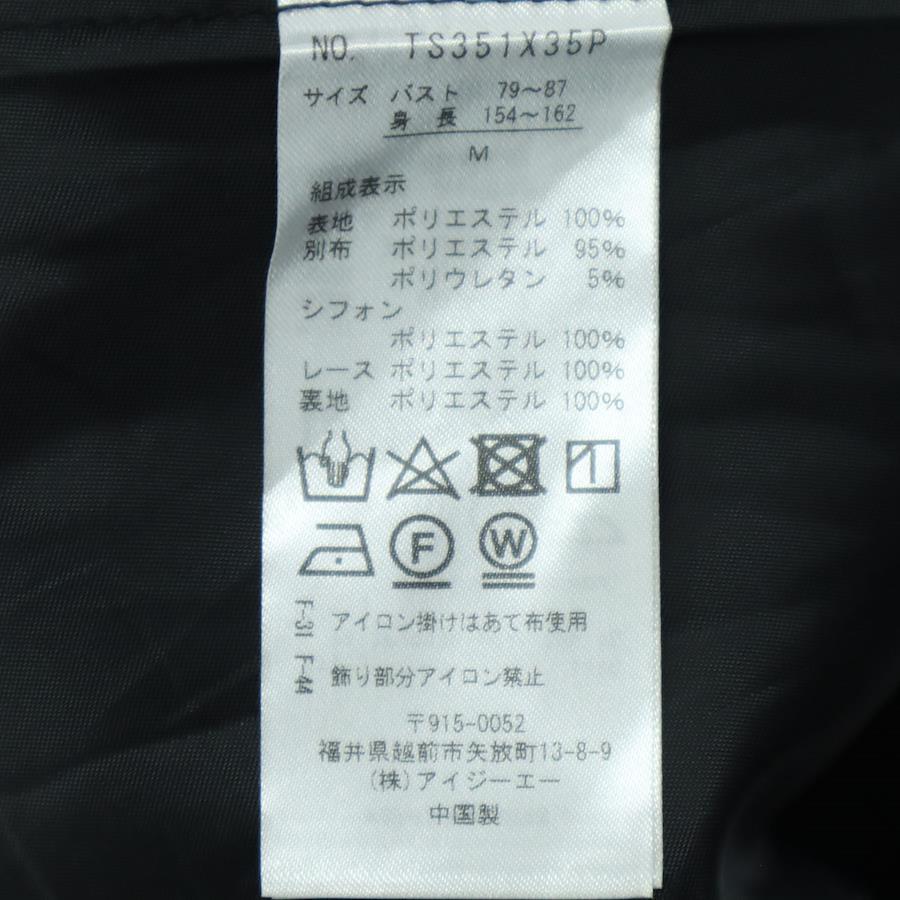 NO. TS351X35P
サイズ バスト 79～87
身 長 154～162
M
組成表示
表地 ポリエステル 100%
別布 ポリエステル 95%
ポリウレタン 5%
シフォン
ポリエステル 100%
レース ポリエステル 100%
裏地 ポリエステル 100%
F
W
F-31 アイロン掛けはあて布使用
F-44 飾り部分アイロン禁止
〒915-0052
福井県越前市矢放町13-8-9
(株)アイジーエー
中国製